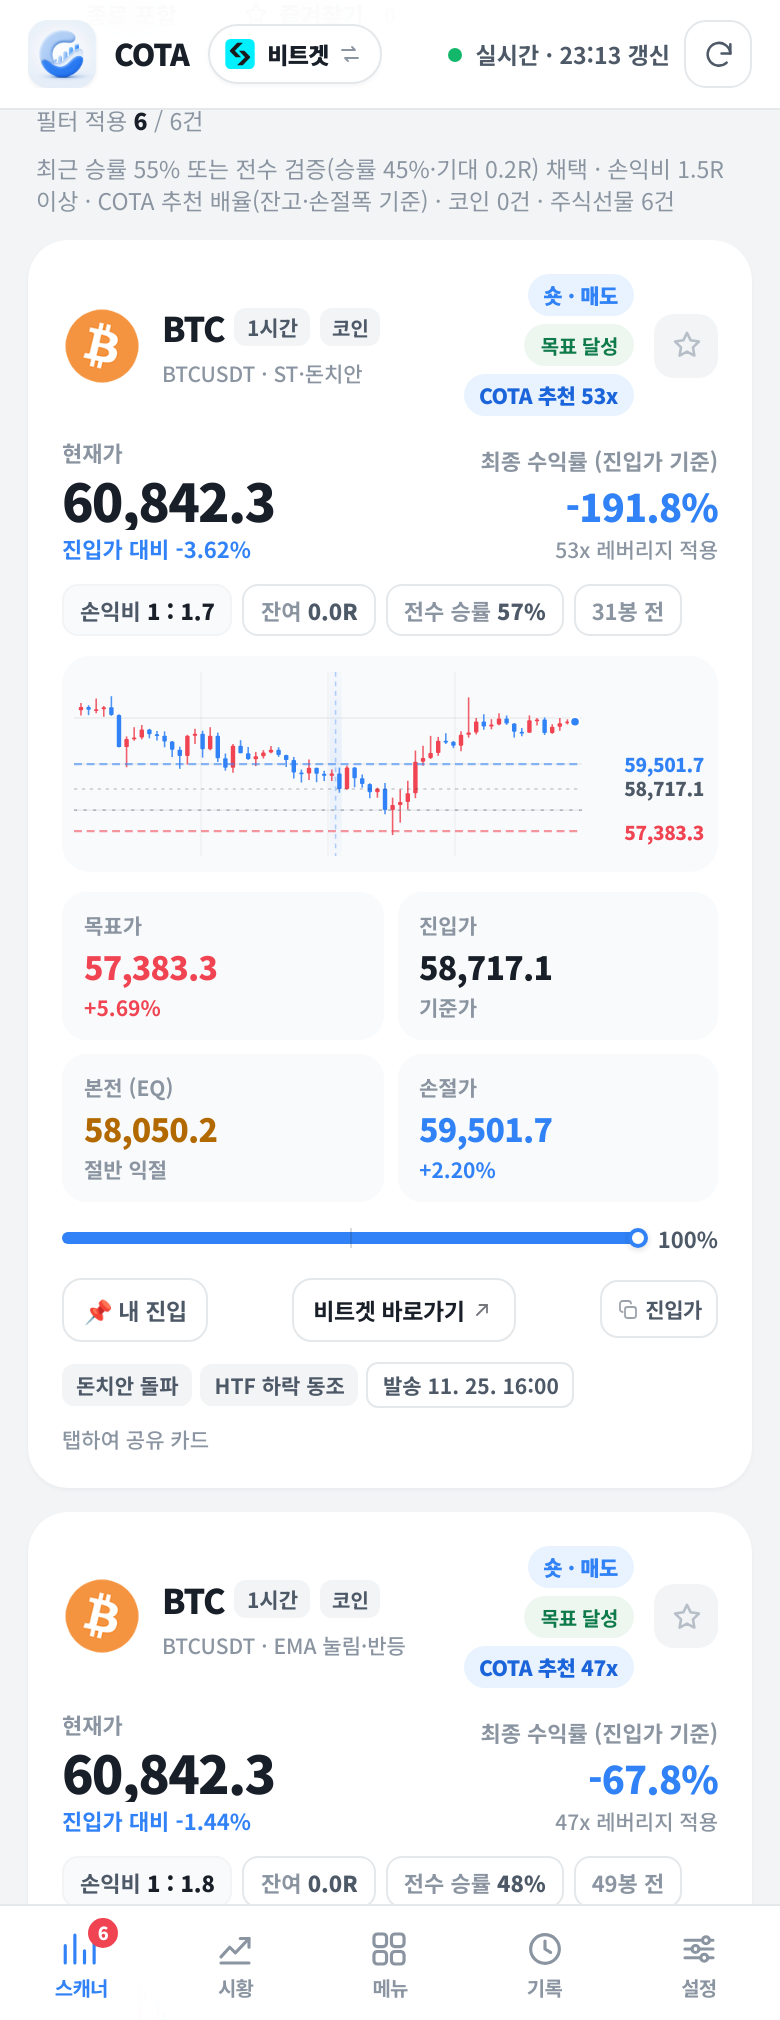 COTA 비트겟 실시간 · 23:13 갱신
필터 적용 6 / 6건
최근 승률 55% 또는 전수 검증(승률 45%·기대 0.2R) 채택 · 손익비 1.5R
이상 · COTA 추천 배율(잔고·손절폭 기준) · 코인 0건 · 주식선물 6건
숏 · 매도
BTC 1시간 코인
목표 달성
BTCUSDT · ST·돈치안
COTA 추천 53x
현재가
최종 수익률 (진입가 기준)
60,842.3
-191.8%
진입가 대비 -3.62%
53x 레버리지 적용
손익비 1 : 1.7 잔여 0.0R 전수 승률 57% 31봉 전
59,501.7
58,717.1
57,383.3
목표가
57,383.3
+5.69%
진입가
58,717.1
기준가
본전 (EQ)
58,050.2
절반 익절
손절가
59,501.7
+2.20%
100%
📌 내 진입 비트겟 바로가기 ↗ 진입가
돈치안 돌파 HTF 하락 동조 발송 11. 25. 16:00
탭하여 공유 카드
숏 · 매도
BTC 1시간 코인
목표 달성
BTCUSDT · EMA 눌림·반등
COTA 추천 47x
현재가
최종 수익률 (진입가 기준)
60,842.3
-67.8%
진입가 대비 -1.44%
47x 레버리지 적용
손익비 1 : 1.8 잔여 0.0R 전수 승률 48% 49봉 전
6
스캐너 시황 메뉴 기록 설정